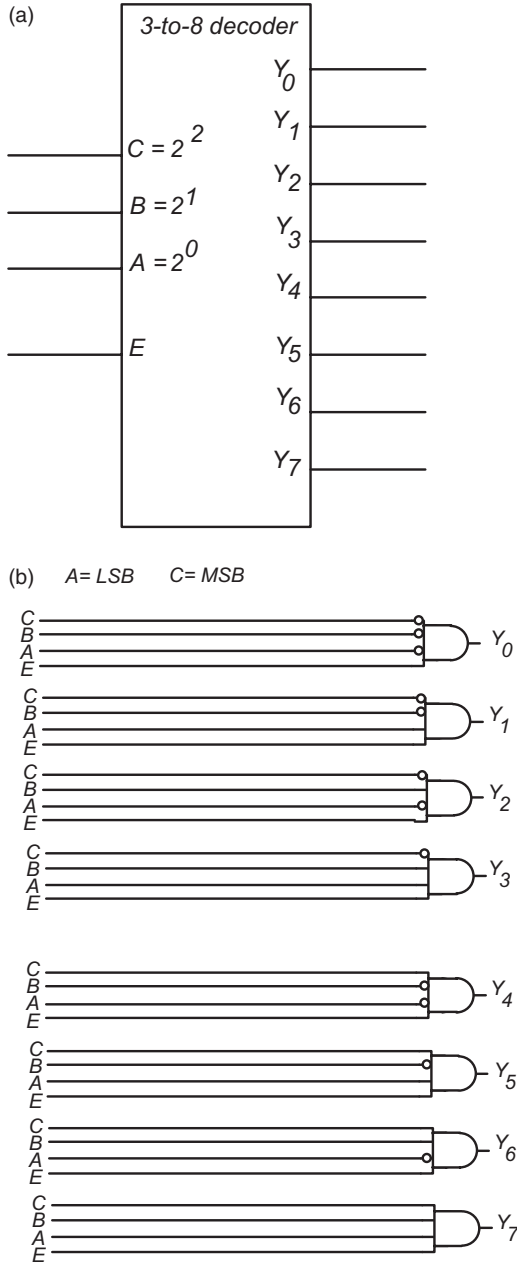 (a)
3-to-8 decoder
Y0
Y1
C = 2^2
Y2
B = 2^1
Y3
A = 2^0
Y4
E
Y5
Y6
Y7
(b) A= LSB C= MSB
C
B
A
E
Y0
C
B
A
E
Y1
C
B
A
E
Y2
C
B
A
E
Y3
C
B
A
E
Y4
C
B
A
E
Y5
C
B
A
E
Y6
C
B
A
E
Y7